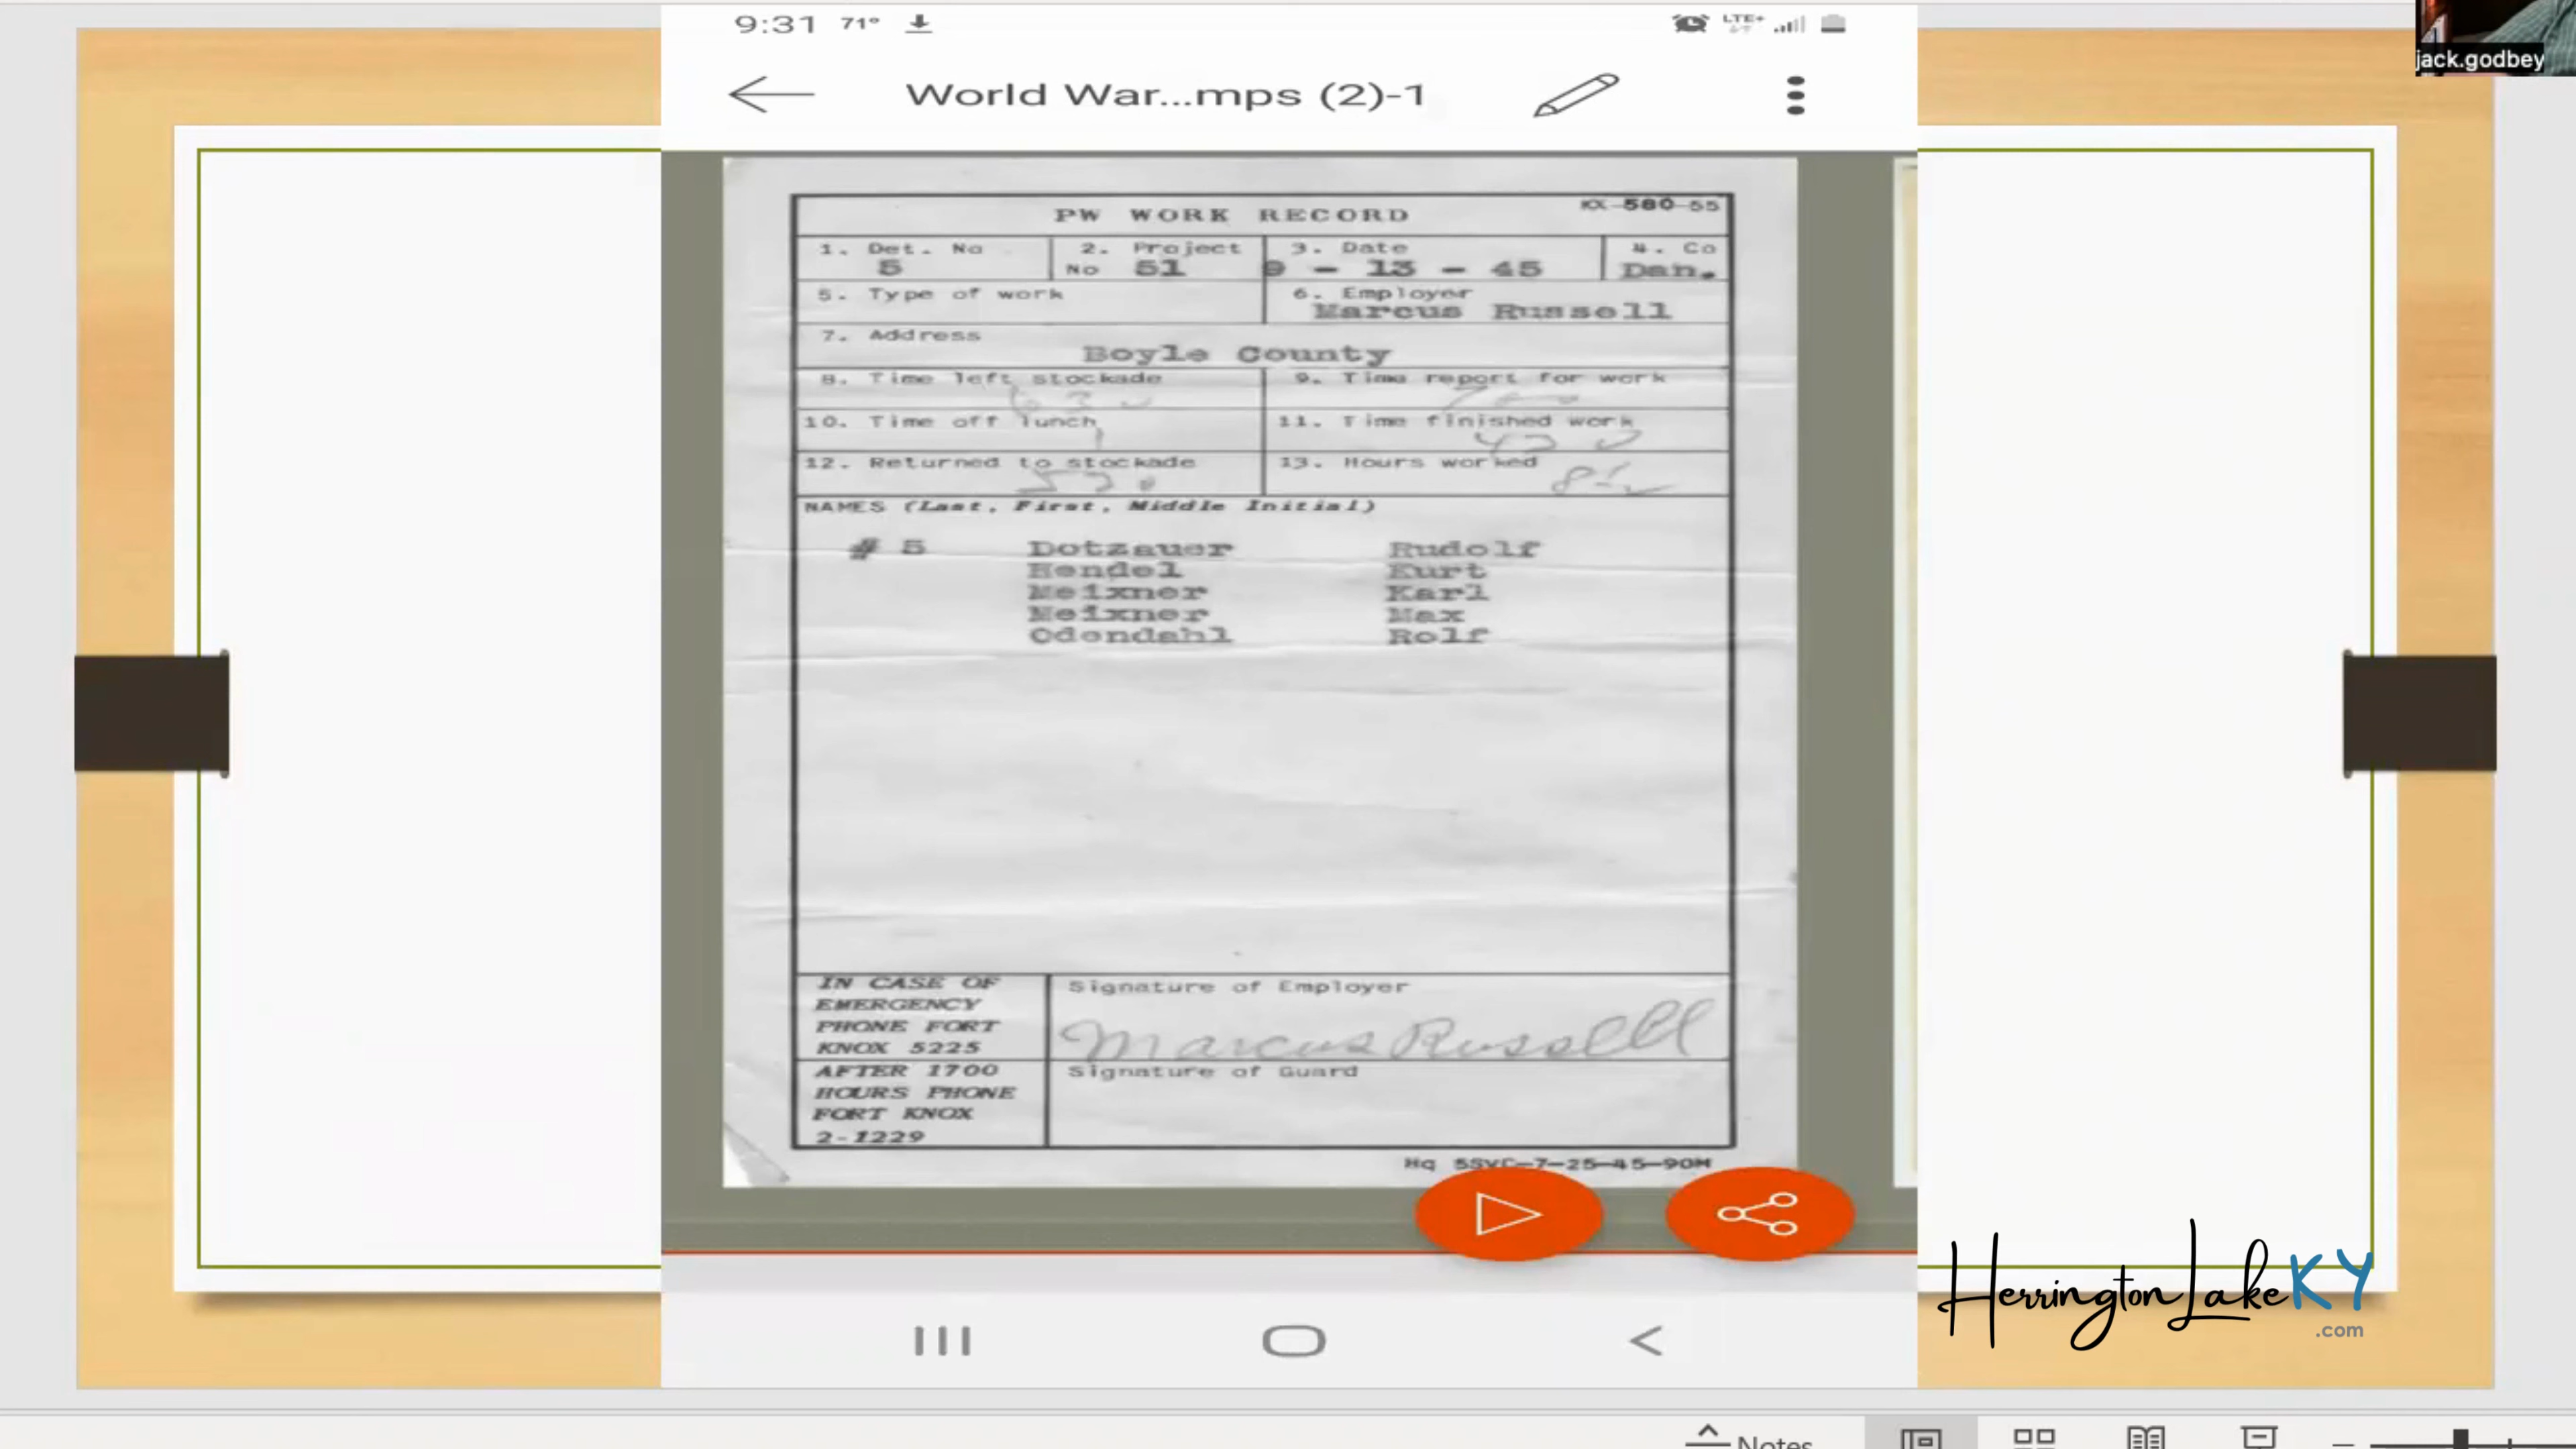 9:31 71° LTE+
jack.godbey
World War...mps (2)-1
PW WORK RECORD
KX-580-55
1. Det. No 2. Project 3. Date 4. Co
5 No 51 9 - 13 - 45 Dan.
5. Type of work 6. Employer
Marcus Russell
7. Address
Boyle County
8. Time left stockade 9. Time report for work
630
10. Time off lunch 11. Time finished work
1 430
12. Returned to stockade 13. Hours worked
NAMES (Last, First, Middle Initial)
# 5 Dotzauer Rudolf
Hendel Kurt
Meixner Karl
Meixner Max
Odendahl Rolf
IN CASE OF
EMERGENCY
PHONE FORT
KNOX 5225
Signature of Employer
Marcus Russell
AFTER 1700
HOURS PHONE
FORT KNOX
2-1229
Signature of Guard
Hq 5SVC-7-25-45-90M
HerringtonLakeKY
.com
Notes